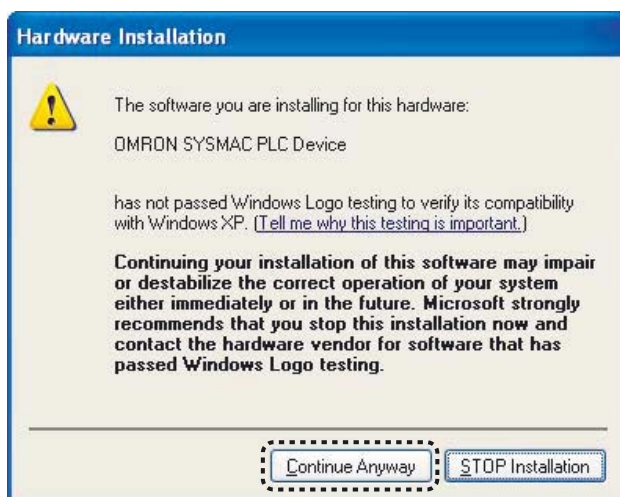 Hardware Installation
The software you are installing for this hardware:
OMRON SYSMAC PLC Device
has not passed Windows Logo testing to verify its compatibility
with Windows XP. (Tell me why this testing is important.)
Continuing your installation of this software may impair
or destabilize the correct operation of your system
either immediately or in the future. Microsoft strongly
recommends that you stop this installation now and
contact the hardware vendor for software that has
passed Windows Logo testing.
Continue Anyway
STOP Installation